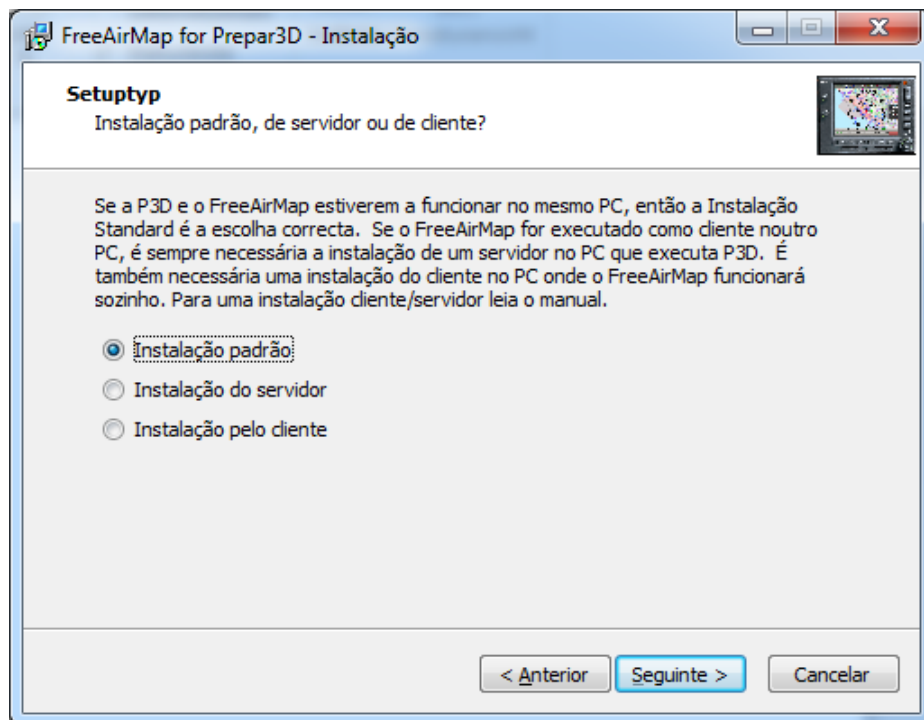 FreeAirMap for Prepar3D - Instalação
Setuptyp
Instalação padrão, de servidor ou de cliente?
Se a P3D e o FreeAirMap estiverem a funcionar no mesmo PC, então a Instalação
Standard é a escolha correcta.  Se o FreeAirMap for executado como cliente noutro
PC, é sempre necessária a instalação de um servidor no PC que executa P3D.  É
também necessária uma instalação do cliente no PC onde o FreeAirMap funcionará
sozinho. Para uma instalação cliente/servidor leia o manual.
Instalação padrão
Instalação do servidor
Instalação pelo cliente
< Anterior
Seguinte >
Cancelar